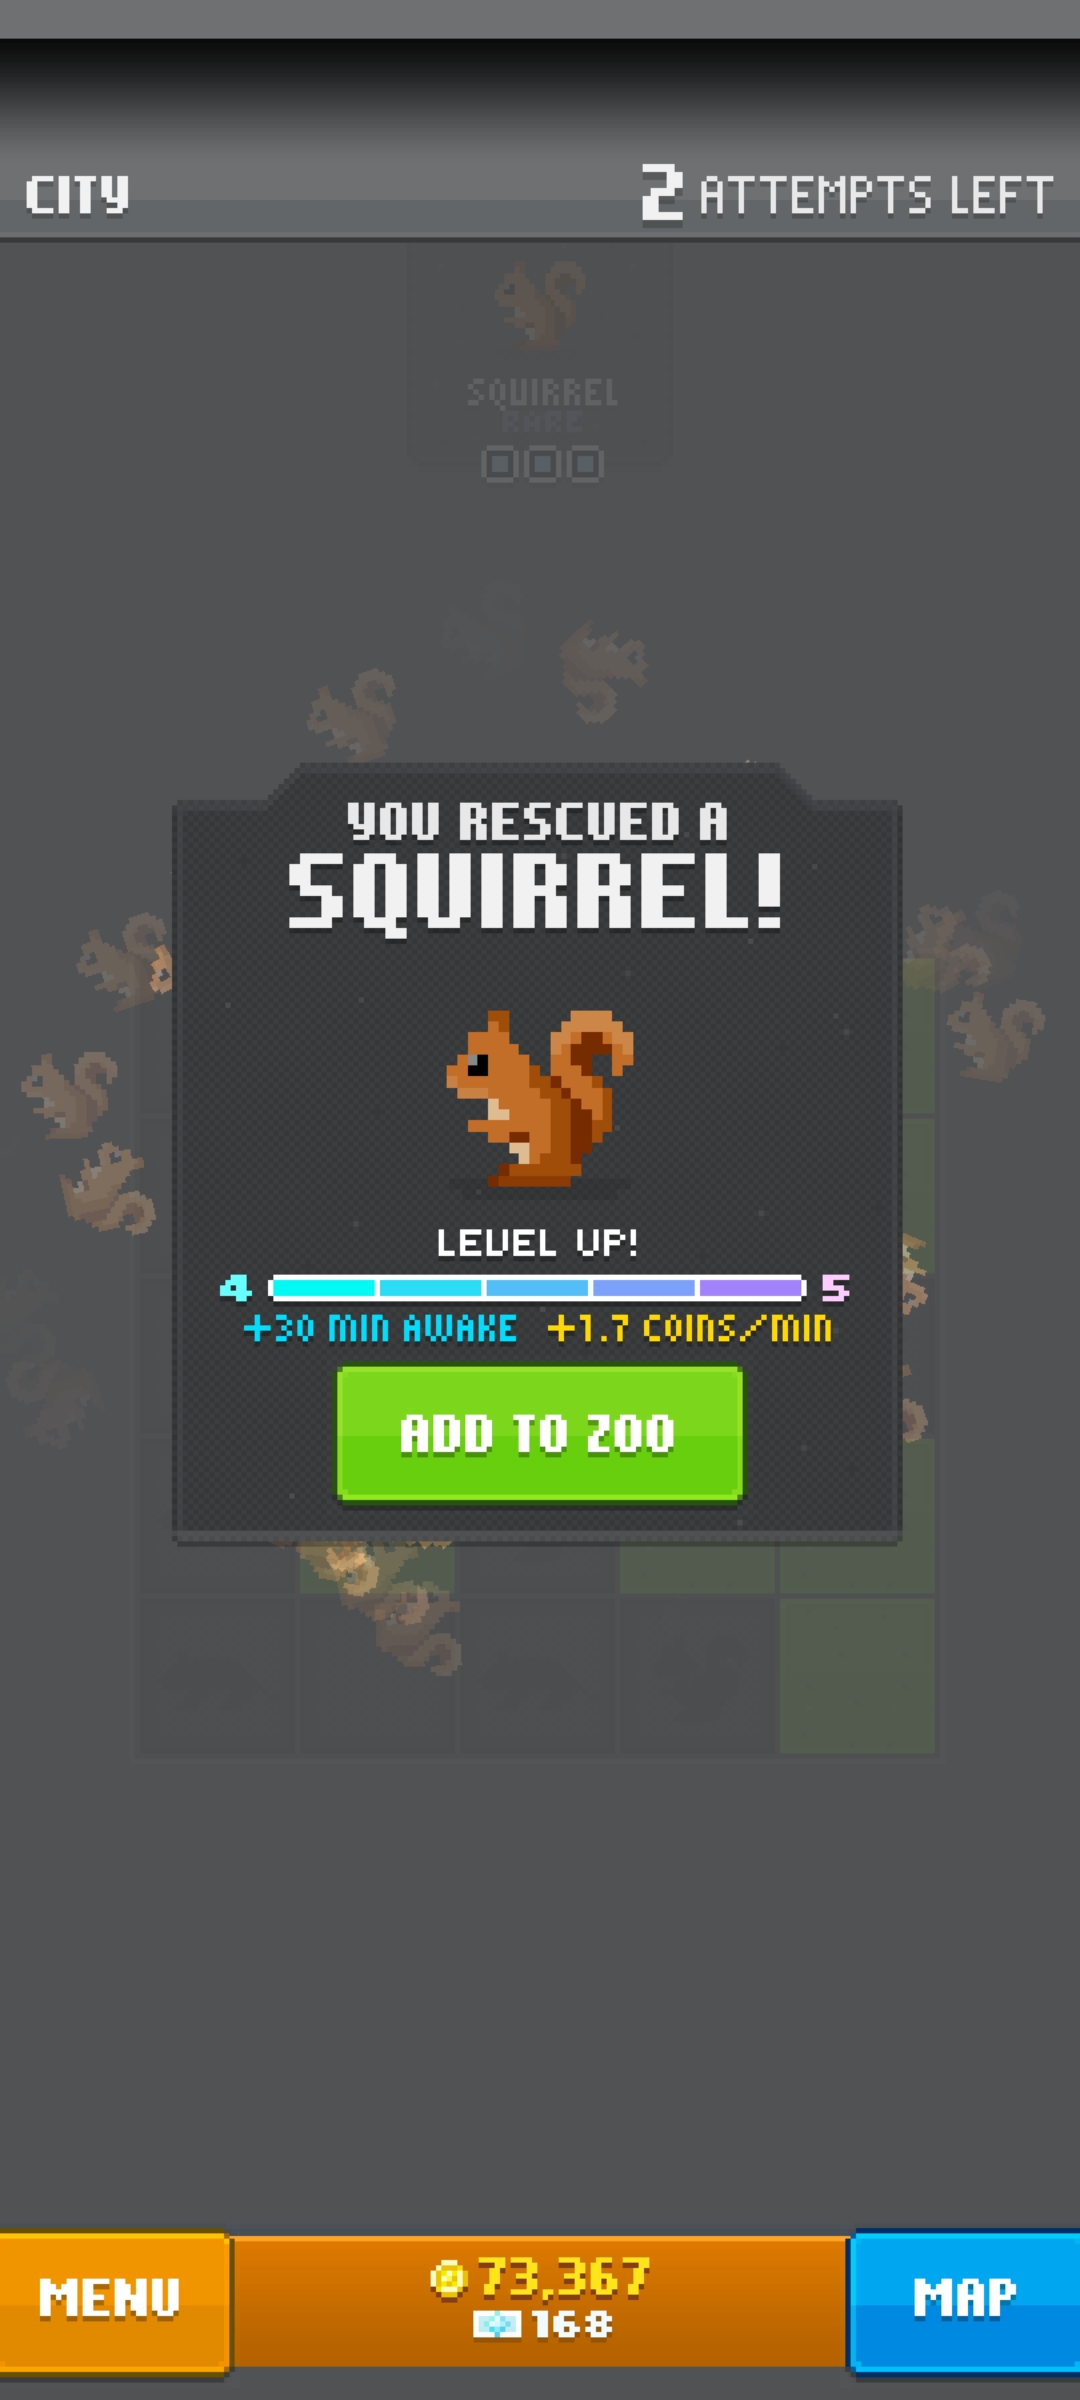 CITY
2 ATTEMPTS LEFT
SQUIRREL
RARE
YOU RESCUED A
SQUIRREL!
LEVEL UP!
4 5
+30 MIN AWAKE +1.7 COINS/MIN
ADD TO ZOO
MENU
73,367
168
MAP